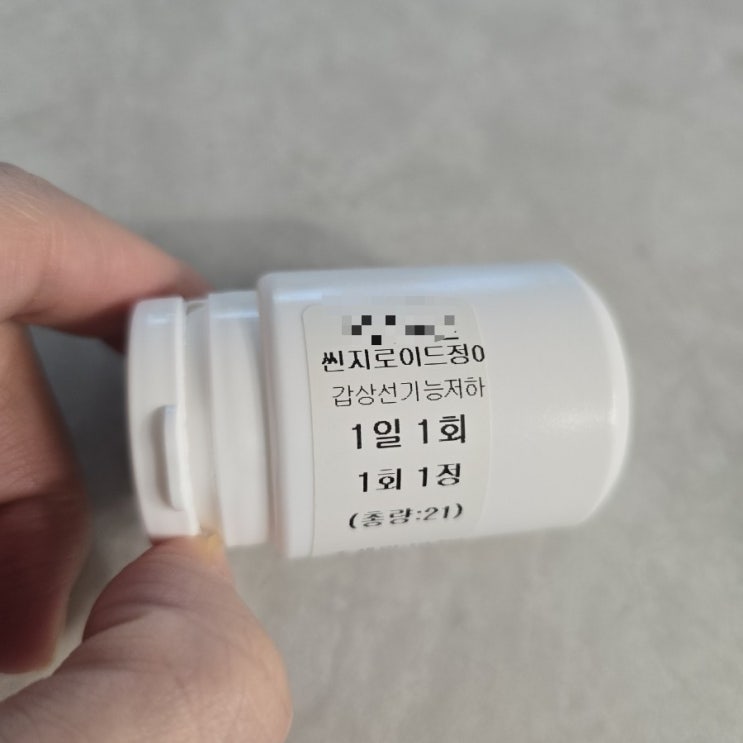 씬지로이드정0
갑상선기능저하
1일 1회
1회 1정
(총량:21)